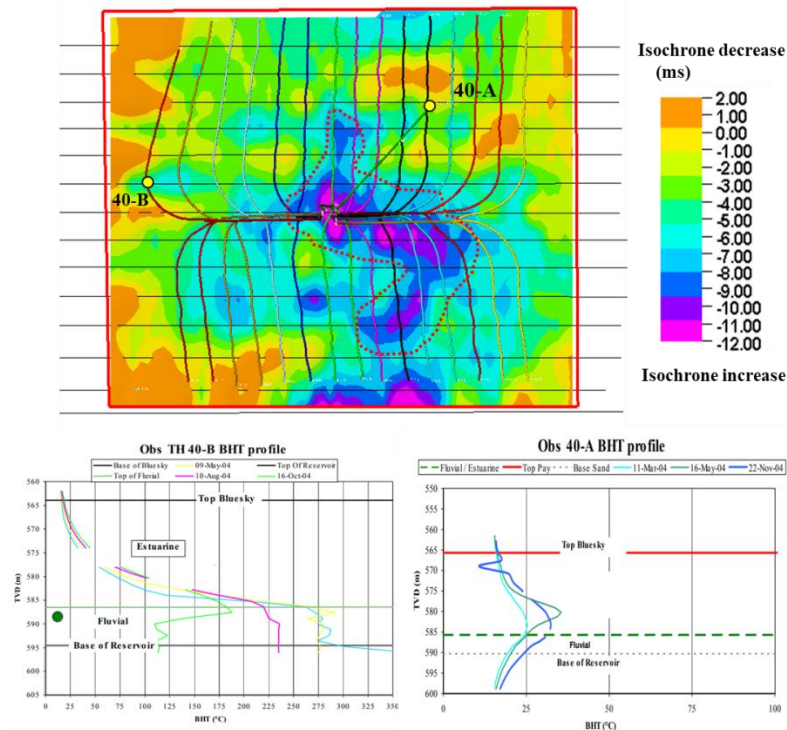 Isochrone decrease
(ms)
40-A
40-B
2.00
1.00
0.00
-1.00
-2.00
-3.00
-4.00
-5.00
-6.00
-7.00
-8.00
-9.00
-10.00
-11.00
-12.00
Isochrone increase
Obs TH 40-B BHT profile
Base of Bluesky 09-May-04 Top Of Reservoir
Top of Fluvial 10-Aug-04 16-Oct-04
560
565
570
575
580
585
590
595
600
605
TVD (m)
Top Bluesky
Estuarine
Fluvial
Base of Reservoir
0 25 50 75 100 125 150 175 200 225 250 275 300 325 350
BHT (°C)
Obs 40-A BHT profile
Fluvial / Estuarine Top Pay Base Sand 11-Mar-04 16-May-04 22-Nov-04
550
555
560
565
570
575
580
585
590
595
600
TVD (m)
Top Bluesky
Fluvial
Base of Reservoir
0 25 50 75 100
BHT (°C)